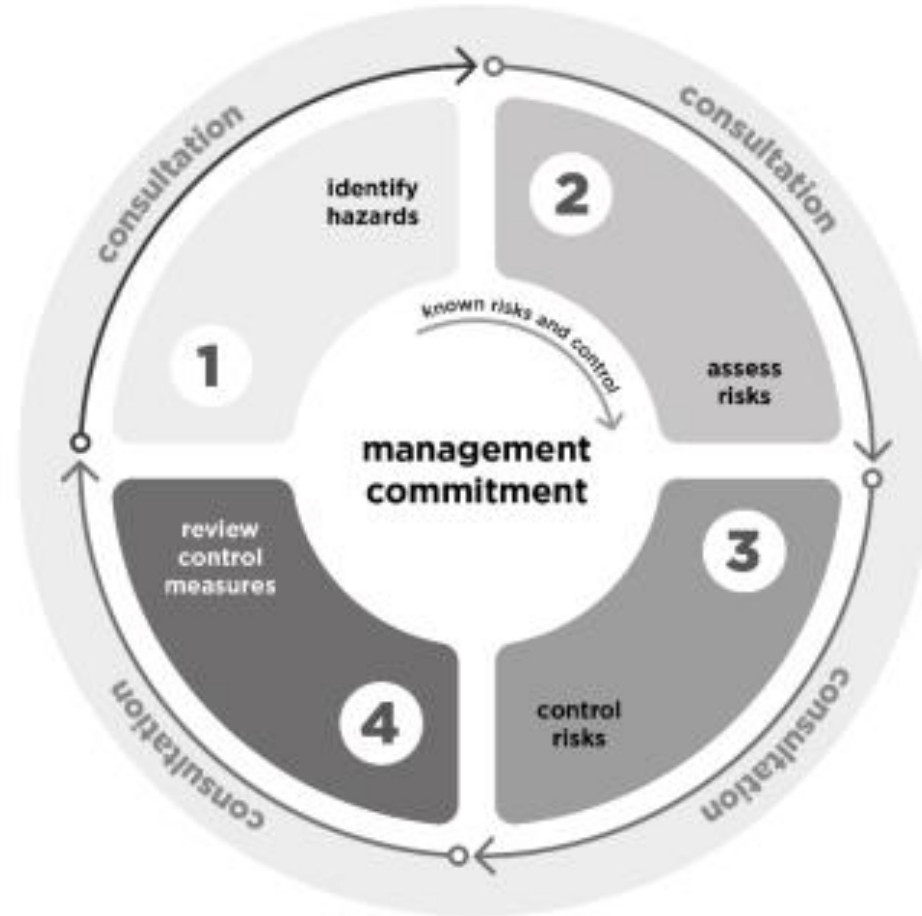 consultation
consultation
identify
hazards
1
2
assess
risks
known risks and control
management
commitment
3
control
risks
review
control
measures
4
consultation
consultation